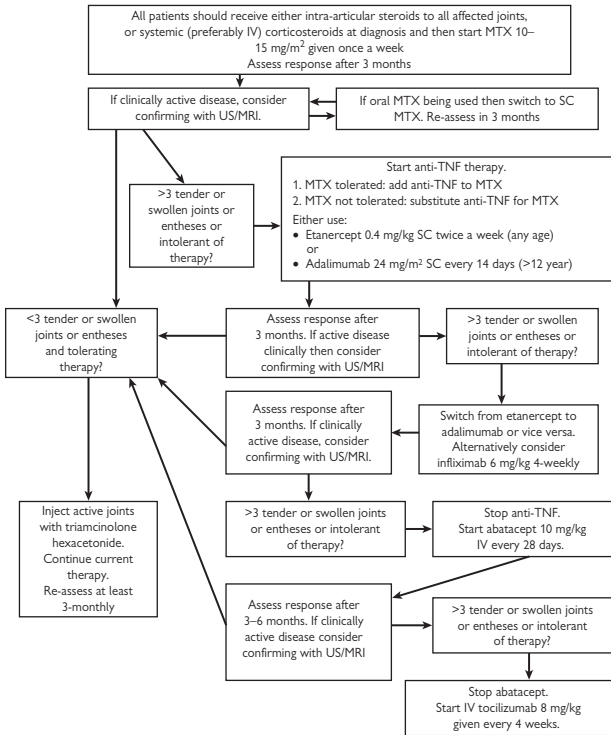 All patients should receive either intra-articular steroids to all affected joints,
or systemic (preferably IV) corticosteroids at diagnosis and then start MTX 10–
15 mg/m² given once a week
Assess response after 3 months
If clinically active disease, consider
confirming with US/MRI.
If oral MTX being used then switch to SC
MTX. Re-assess in 3 months
>3 tender or
swollen joints or
entheses or
intolerant of
therapy?
Start anti-TNF therapy.
1. MTX tolerated: add anti-TNF to MTX
2. MTX not tolerated: substitute anti-TNF for MTX
Either use:
• Etanercept 0.4 mg/kg SC twice a week (any age)
or
• Adalimumab 24 mg/m² SC every 14 days (>12 year)
<3 tender or swollen
joints or entheses
and tolerating
therapy?
Assess response after
3 months. If active disease
clinically then consider
confirming with US/MRI
>3 tender or swollen
joints or entheses or
intolerant of therapy?
Assess response after
3 months. If clinically
active disease, consider
confirming with US/MRI.
Switch from etanercept to
adalimumab or vice versa.
Alternatively consider
infliximab 6 mg/kg 4-weekly
Inject active joints
with triamcinolone
hexacetonide.
Continue current
therapy.
Re-assess at least
3-monthly
>3 tender or swollen joints
or entheses or intolerant
of therapy?
Stop anti-TNF.
Start abatacept 10 mg/kg
IV every 28 days.
Assess response after
3–6 months. If clinically
active disease consider
confirming with US/MRI
>3 tender or swollen joints
or entheses or intolerant
of therapy?
Stop abatacept.
Start IV tocilizumab 8 mg/kg
given every 4 weeks.